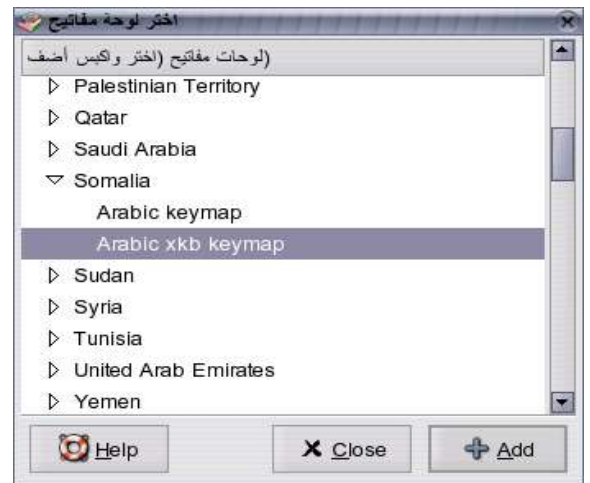 اختر لوحة مفاتيح
(لوحات مفاتيح (اختر واكبس أضف
Palestinian Territory
Qatar
Saudi Arabia
Somalia
Arabic keymap
Arabic xkb keymap
Sudan
Syria
Tunisia
United Arab Emirates
Yemen
Help
Close
Add